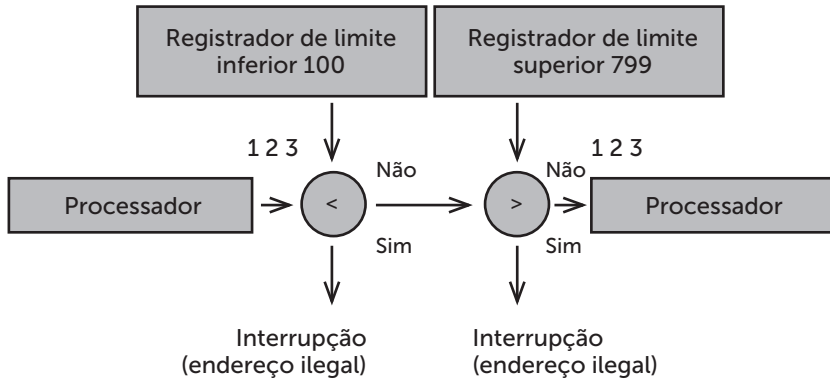 Registrador de limite
inferior 100
Registrador de limite
superior 799
1 2 3
Não
Não
1 2 3
Processador
<
>
Processador
Sim
Sim
Interrupção
(endereço ilegal)
Interrupção
(endereço ilegal)